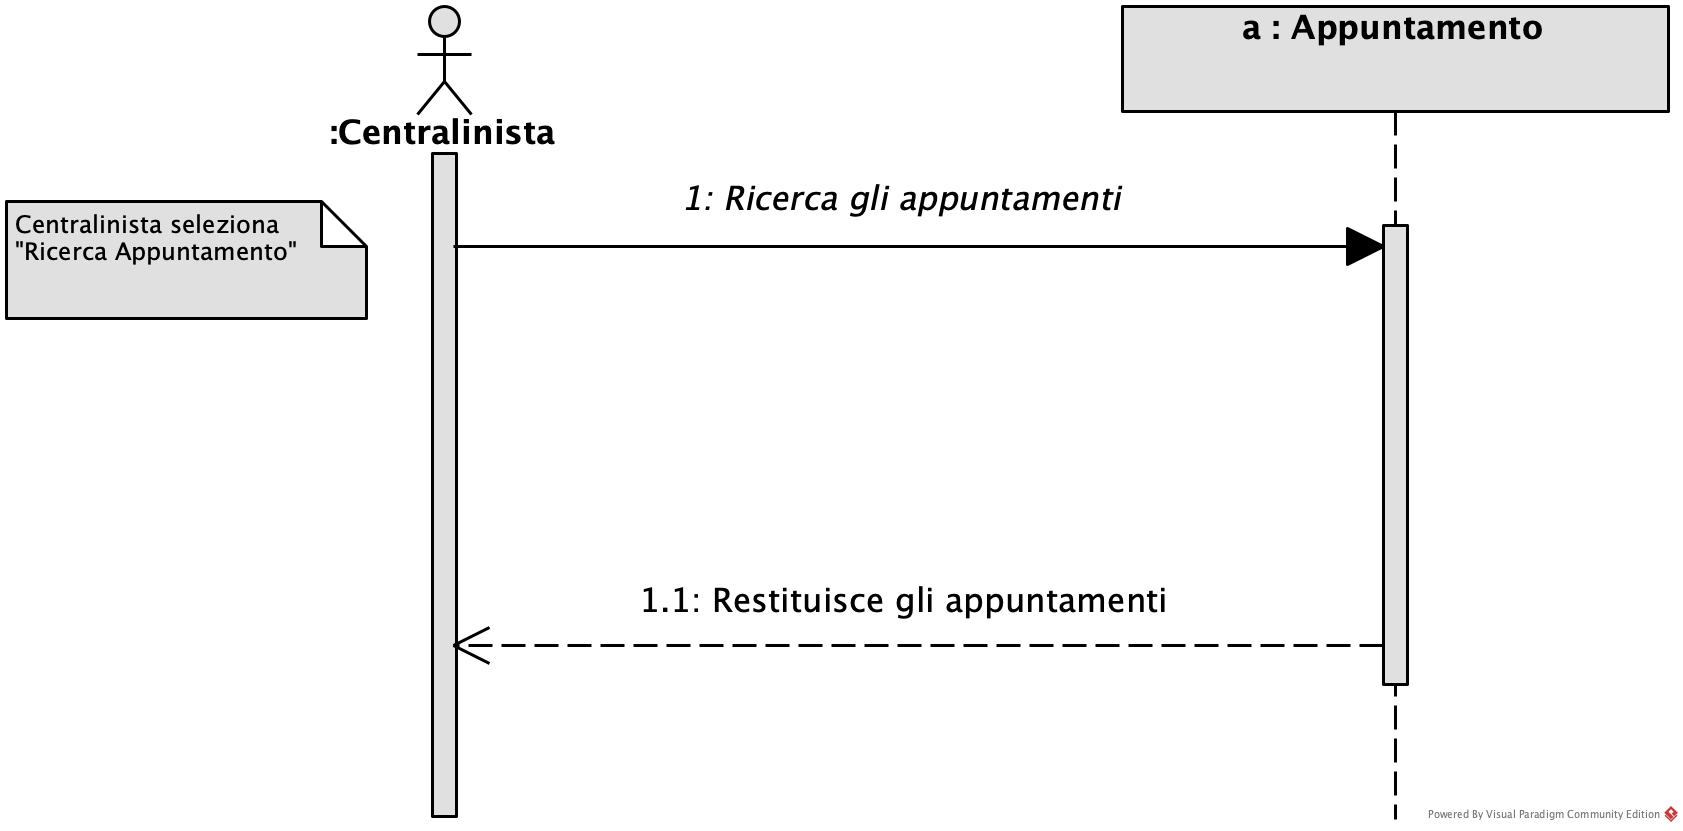 :Centralinista
a : Appuntamento
Centralinista seleziona
"Ricerca Appuntamento"
1: Ricerca gli appuntamenti
1.1: Restituisce gli appuntamenti
Powered By Visual Paradigm Community Edition